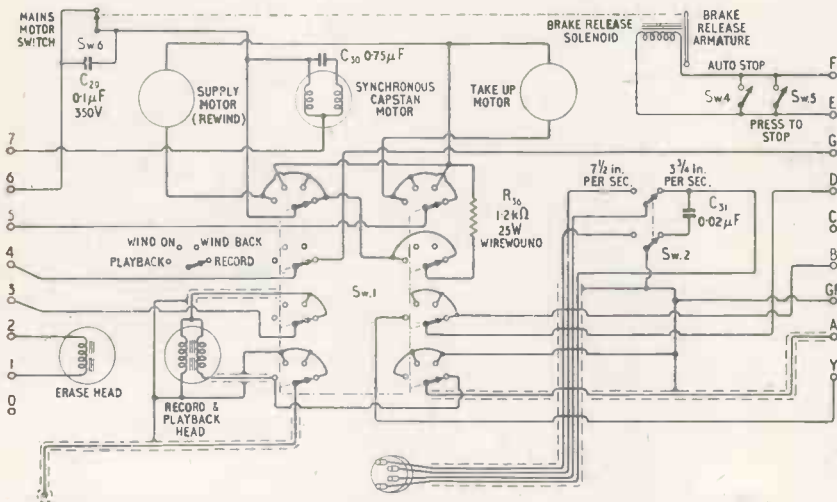 MAINS
MOTOR
SWITCH
Sw.6
C29
0·1µF
350V
SUPPLY
MOTOR
(REWIND)
C30 0·75µF
SYNCHRONOUS
CAPSTAN
MOTOR
TAKE UP
MOTOR
BRAKE RELEASE
SOLENOID
BRAKE
RELEASE
ARMATURE
AUTO STOP
Sw.4
Sw.5
PRESS TO
STOP
7
6
5
4
3
2
1
0
WIND ON
WIND BACK
PLAYBACK
RECORD
Sw.1
R36
1·2kΩ
25W
WIREWOUND
7½ in.
PER SEC.
3¾ in.
PER SEC.
C31
0·02µF
Sw.2
ERASE HEAD
RECORD &
PLAYBACK
HEAD
F
E
G
D
C
B
A
Y